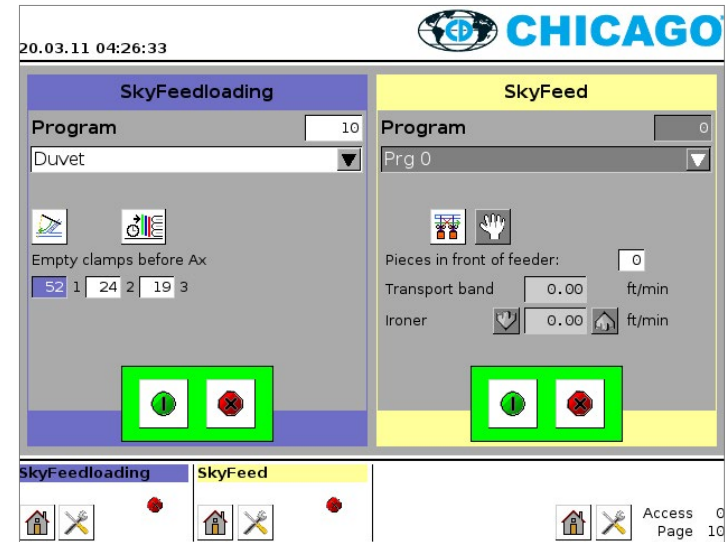 20.03.11 04:26:33
CHICAGO
SkyFeedloading
Program 10
Duvet
Empty clamps before Ax
52 1 24 2 19 3
SkyFeed
Program 0
Prg 0
Pieces in front of feeder: 0
Transport band 0.00 ft/min
Ironer 0.00 ft/min
SkyFeedloading
SkyFeed
Access 0
Page 10